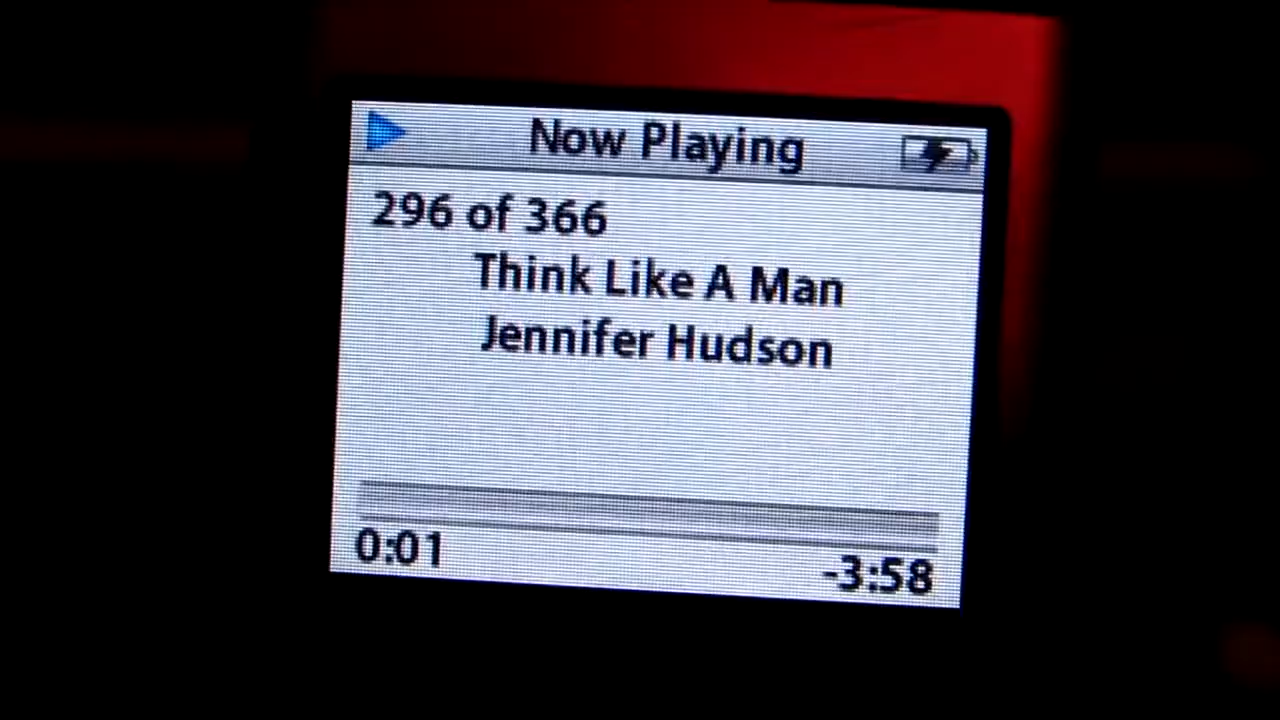 Now Playing
296 of 366
Think Like A Man
Jennifer Hudson
0:01
-3:58